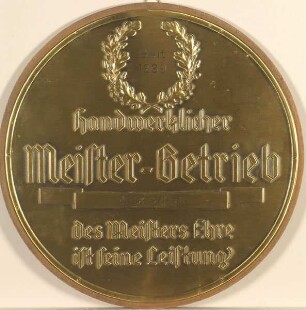 Handwerklicher
Meister-Betrieb
des Meisters Ehre
ist seine Leistung!